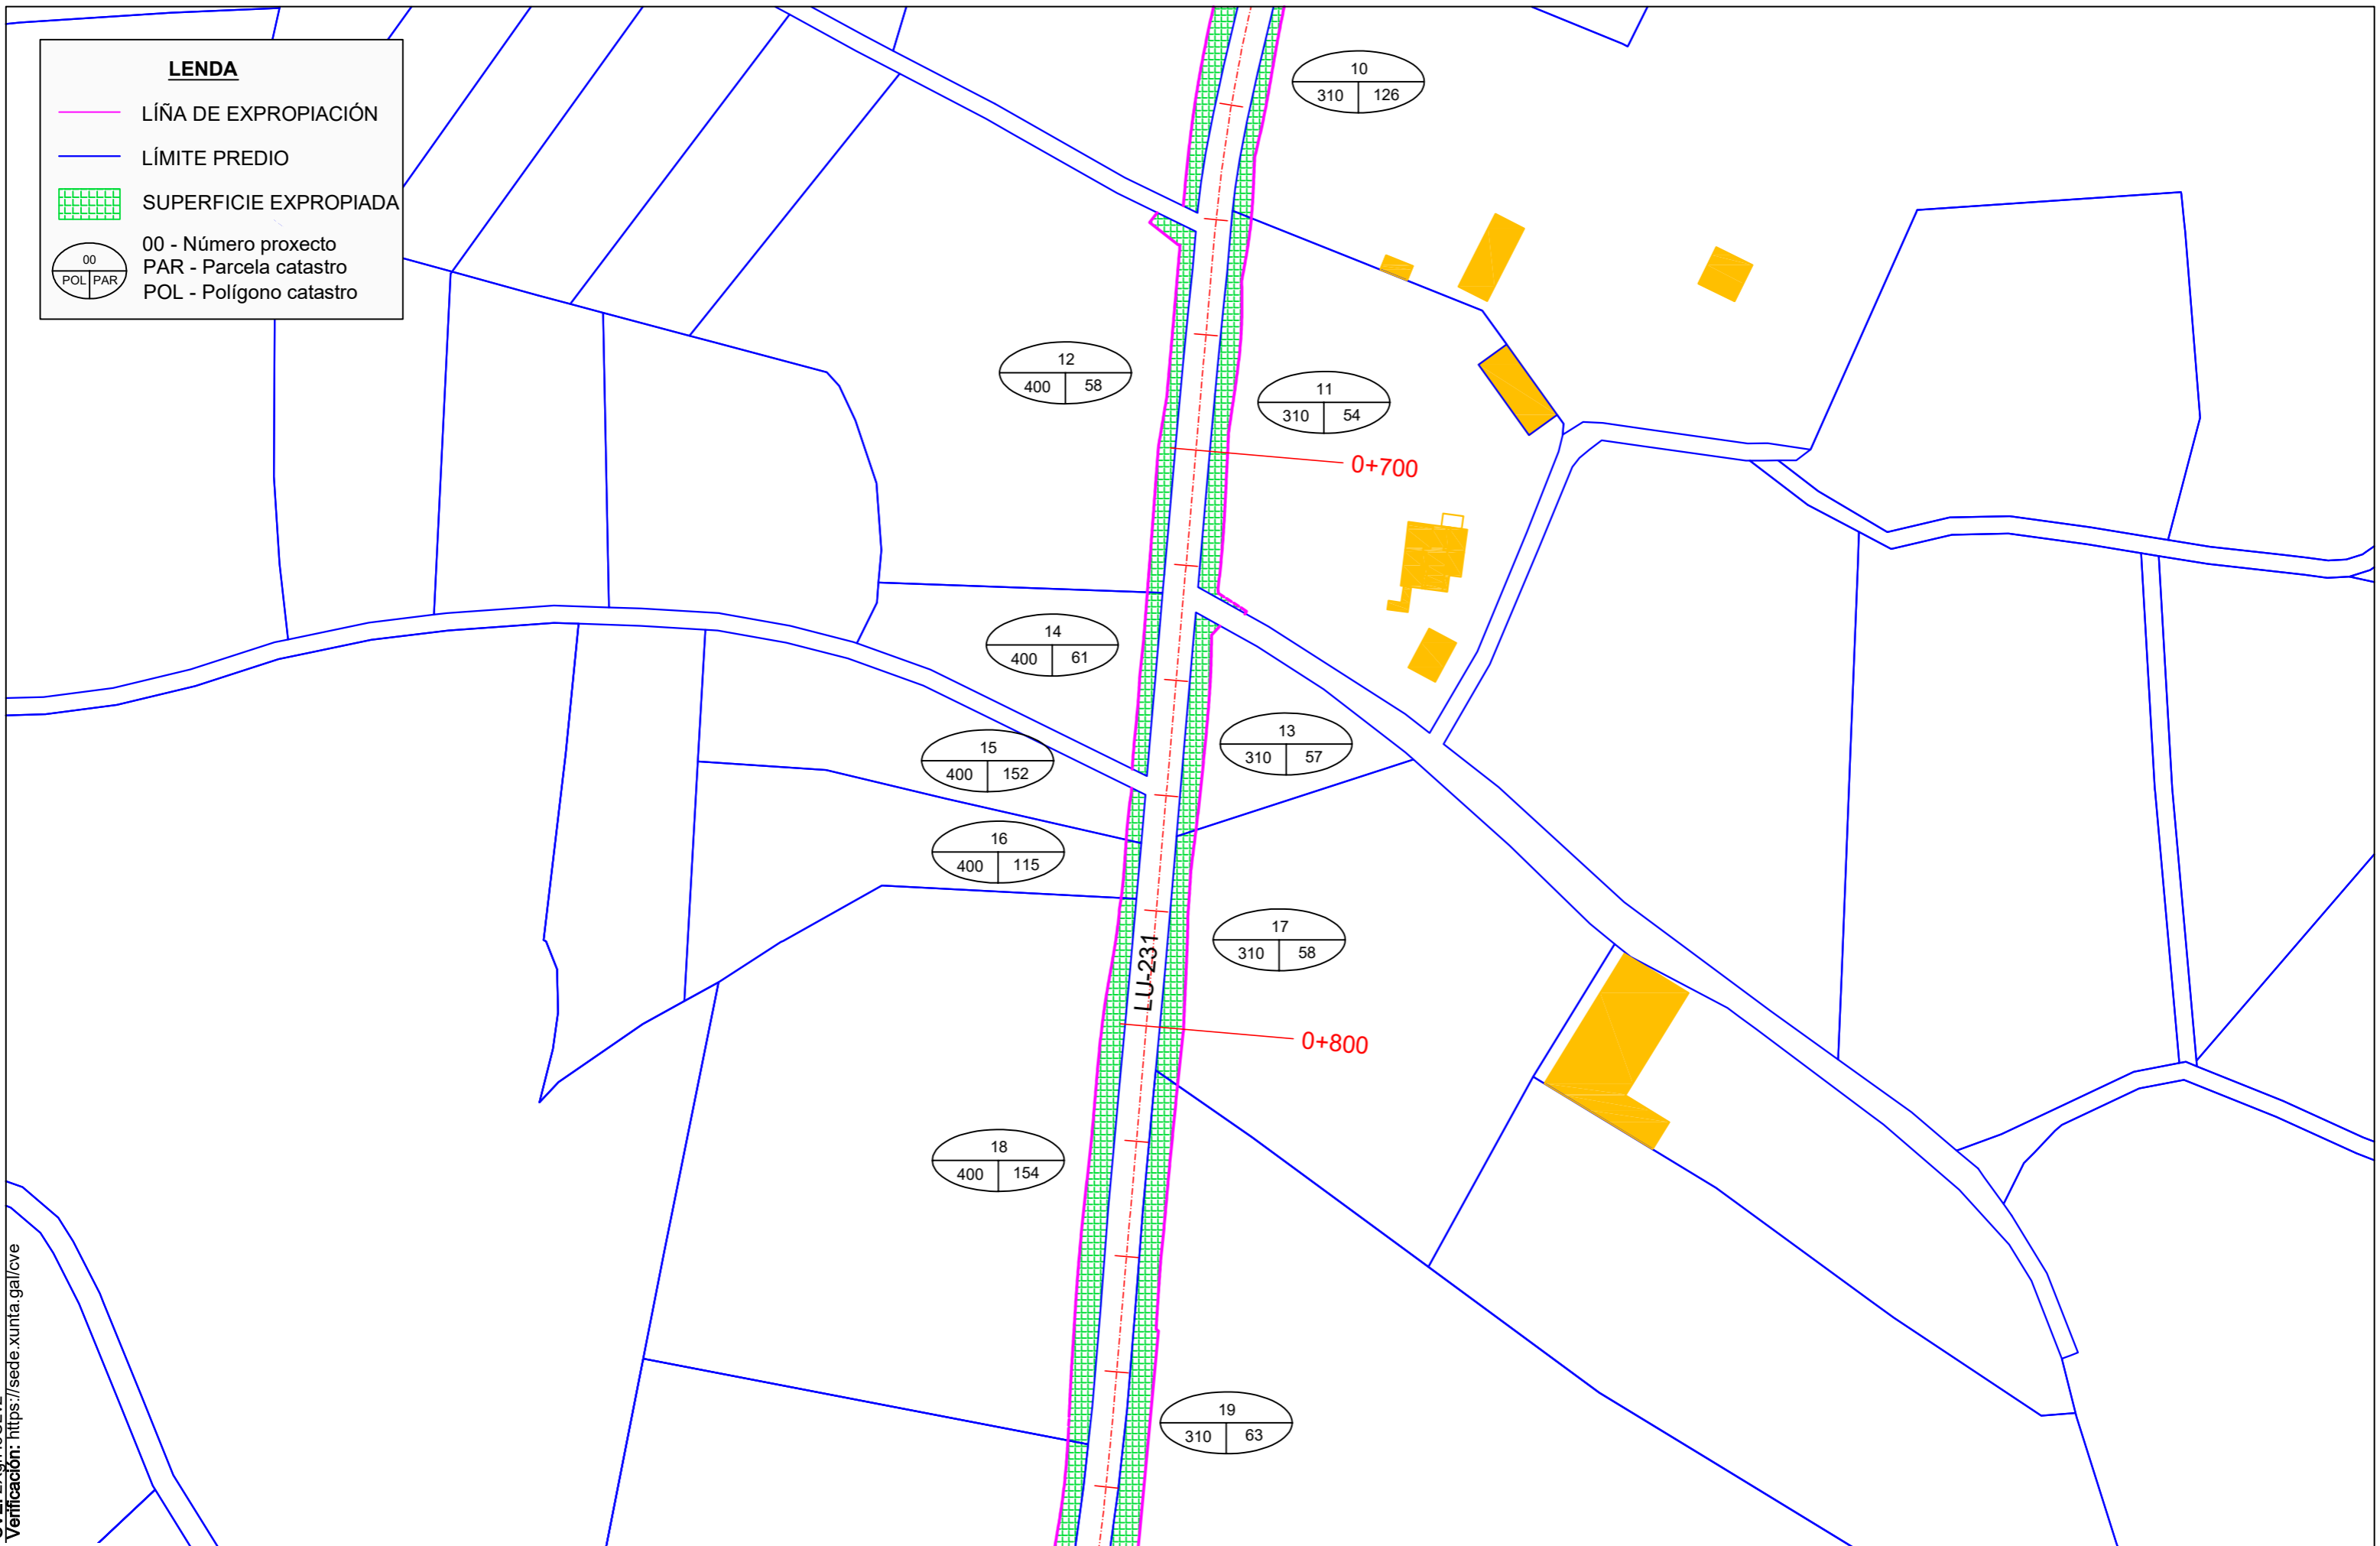 LENDA
LÍÑA DE EXPROPIACIÓN
LÍMITE PREDIO
SUPERFICIE EXPROPIADA
00 - Número proxecto
PAR - Parcela catastro
POL - Polígono catastro
00
POL PAR
10
310 126
12
400 58
11
310 54
0+700
14
400 61
13
310 57
15
400 152
16
400 115
17
310 58
LU-231
0+800
18
400 154
19
310 63
Verificación: https://sede.xunta.gal/cve